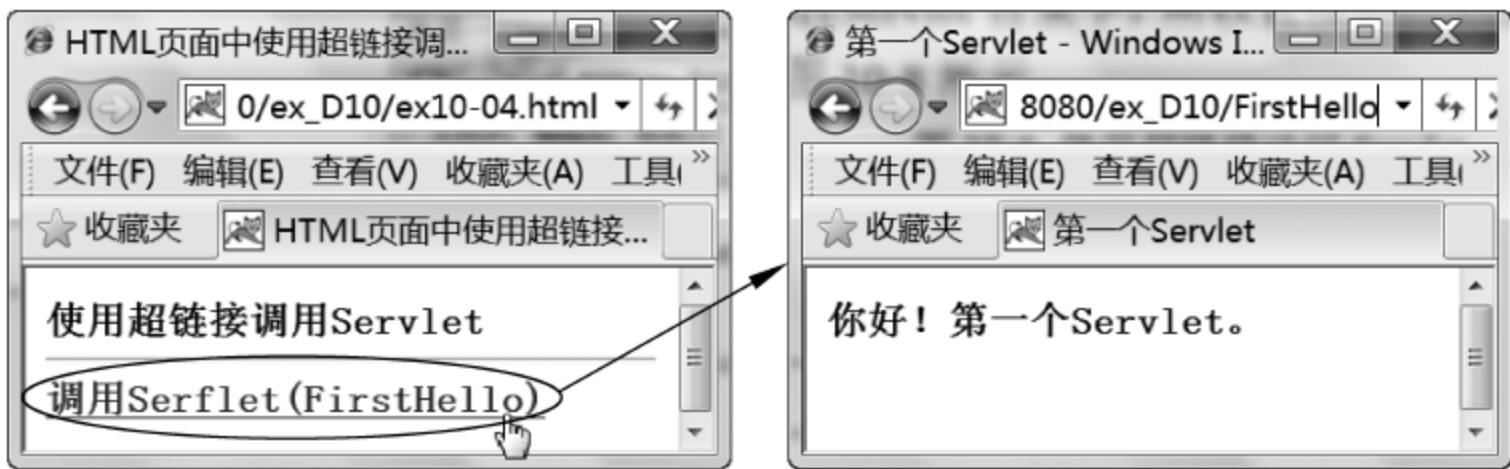 HTML页面中使用超链接调...
0/ex_D10/ex10-04.html
文件(F) 编辑(E) 查看(V) 收藏夹(A) 工具(
收藏夹 HTML页面中使用超链接...
使用超链接调用Servlet
调用Serflet(FirstHello)
第一个Servlet - Windows I...
8080/ex_D10/FirstHello
文件(F) 编辑(E) 查看(V) 收藏夹(A) 工具(
收藏夹 第一个Servlet
你好！第一个Servlet。